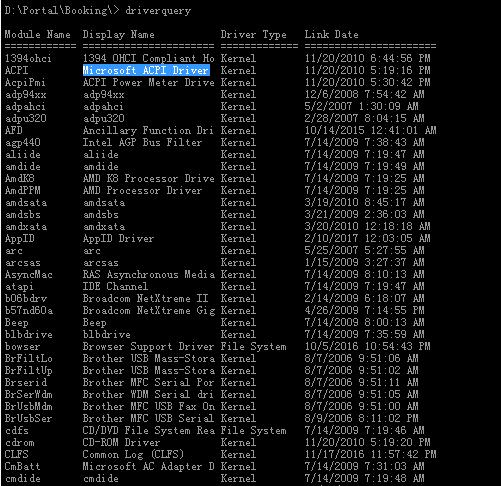 D:\Portal\Booking\> driverquery
Module Name  Display Name           Driver Type   Link Date
============ ====================== ============= ======================
1394ohci     1394 OHCI Compliant Ho Kernel        11/20/2010 6:44:56 PM
ACPI         Microsoft ACPI Driver  Kernel        11/20/2010 5:19:16 PM
AcpiPmi      ACPI Power Meter Drive Kernel        11/20/2010 5:30:42 PM
adp94xx      adp94xx                Kernel        12/6/2008 7:54:42 AM
adpahci      adpahci                Kernel        5/2/2007 1:30:09 AM
adpu320      adpu320                Kernel        2/28/2007 8:04:15 AM
AFD          Ancillary Function Dri Kernel        10/14/2015 12:41:01 AM
agp440       Intel AGP Bus Filter   Kernel        7/14/2009 7:38:43 AM
aliide       aliide                 Kernel        7/14/2009 7:19:47 AM
amdide       amdide                 Kernel        7/14/2009 7:19:49 AM
AmdK8        AMD K8 Processor Drive Kernel        7/14/2009 7:19:25 AM
AmdPPM       AMD Processor Driver   Kernel        7/14/2009 7:19:25 AM
amdsata      amdsata                Kernel        3/19/2010 8:45:17 AM
amdsbs       amdsbs                 Kernel        3/21/2009 2:36:03 AM
amdxata      amdxata                Kernel        3/20/2010 12:18:18 AM
AppID        AppID Driver           Kernel        2/10/2017 12:03:05 AM
arc          arc                    Kernel        5/25/2007 5:27:55 AM
arcsas       arcsas                 Kernel        1/15/2009 3:27:37 AM
AsyncMac     RAS Asynchronous Media Kernel        7/14/2009 8:10:13 AM
atapi        IDE Channel            Kernel        7/14/2009 7:19:47 AM
b06bdrv      Broadcom NetXtreme II  Kernel        2/14/2009 6:18:07 AM
b57nd60a     Broadcom NetXtreme Gig Kernel        4/26/2009 7:14:55 PM
Beep         Beep                   Kernel        7/14/2009 8:00:13 AM
blbdrive     blbdrive               Kernel        7/14/2009 7:35:59 AM
bowser       Browser Support Driver File System   10/5/2016 10:54:43 PM
BrFiltLo     Brother USB Mass-Stora Kernel        8/7/2006 9:51:06 AM
BrFiltUp     Brother USB Mass-Stora Kernel        8/7/2006 9:51:02 AM
Brserid      Brother MFC Serial Por Kernel        8/7/2006 9:51:11 AM
BrSerWdm     Brother WDM Serial dri Kernel        8/7/2006 9:51:05 AM
BrUsbMdm     Brother MFC USB Fax On Kernel        8/7/2006 9:51:00 AM
BrUsbSer     Brother MFC USB Serial Kernel        8/9/2006 8:11:02 PM
cdfs         CD/DVD File System Rea File System   7/14/2009 7:19:46 AM
cdrom        CD-ROM Driver          Kernel        11/20/2010 5:19:20 PM
CLFS         Common Log (CLFS)      Kernel        11/17/2016 11:57:42 PM
CmBatt       Microsoft AC Adapter D Kernel        7/14/2009 7:31:03 AM
cmdide       cmdide                 Kernel        7/14/2009 7:19:48 AM